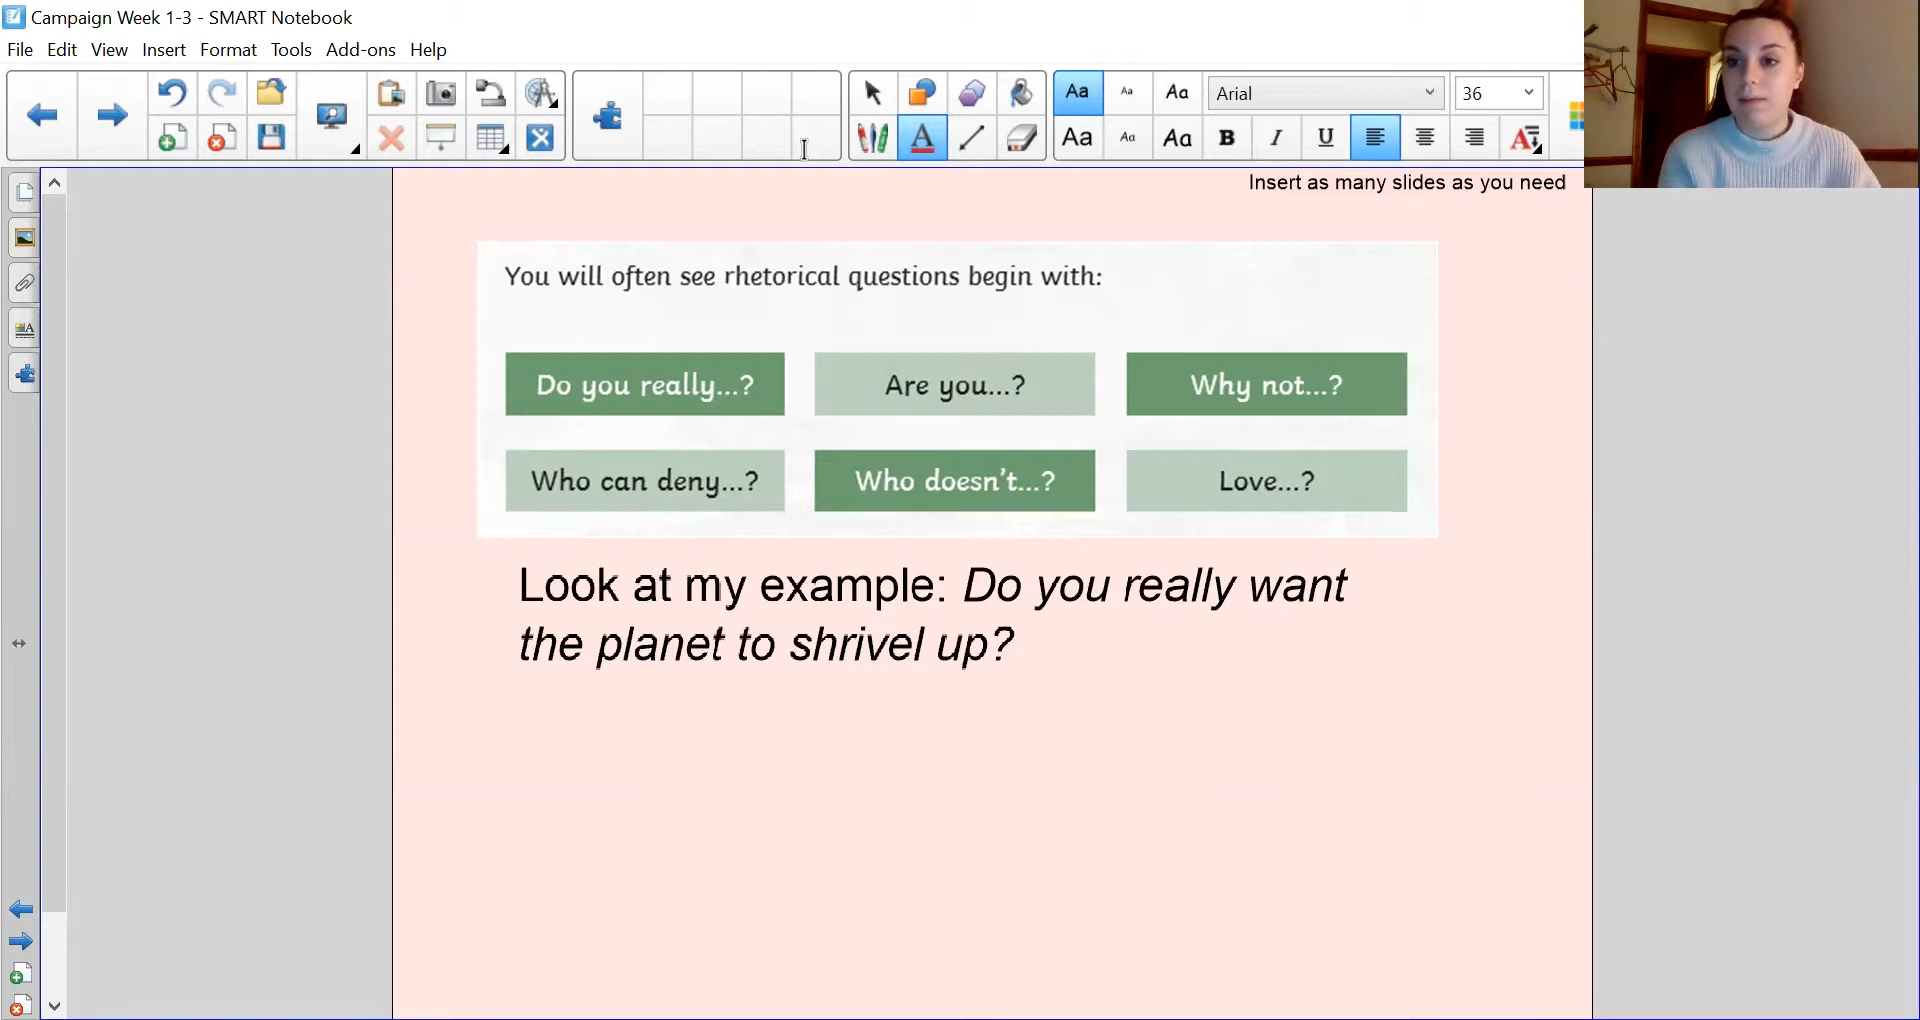 Campaign Week 1-3 - SMART Notebook
File Edit View Insert Format Tools Add-ons Help
Aa Aa Aa Arial 36
A Aa Aa Aa B I U A
Insert as many slides as you need
You will often see rhetorical questions begin with:
Do you really...? Are you...? Why not...?
Who can deny...? Who doesn't...? Love...?
Look at my example: Do you really want
the planet to shrivel up?